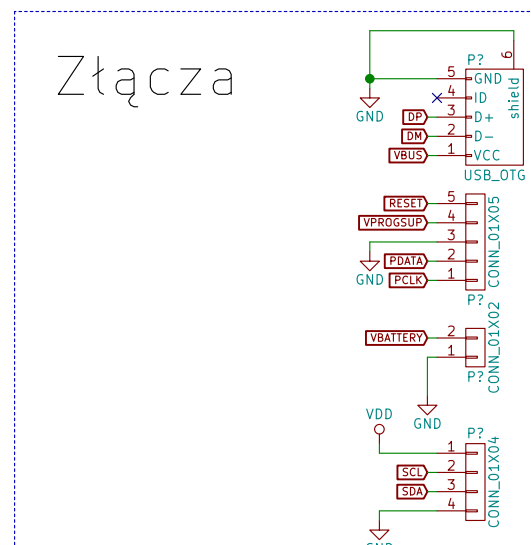 Złącza
6
P?
5 GND
shield
4 ID
GND
DP 3 D+
DM 2 D-
VBUS 1 VCC
USB_OTG
RESET 5
VPROGSUP 4
3
PDATA 2
GND PCLK 1
CONN_01X05
P?
VBATTERY 2
1
CONN_01X02
P?
GND
VDD
P?
1
SCL 2
SDA 3
4
CONN_01X04
GND